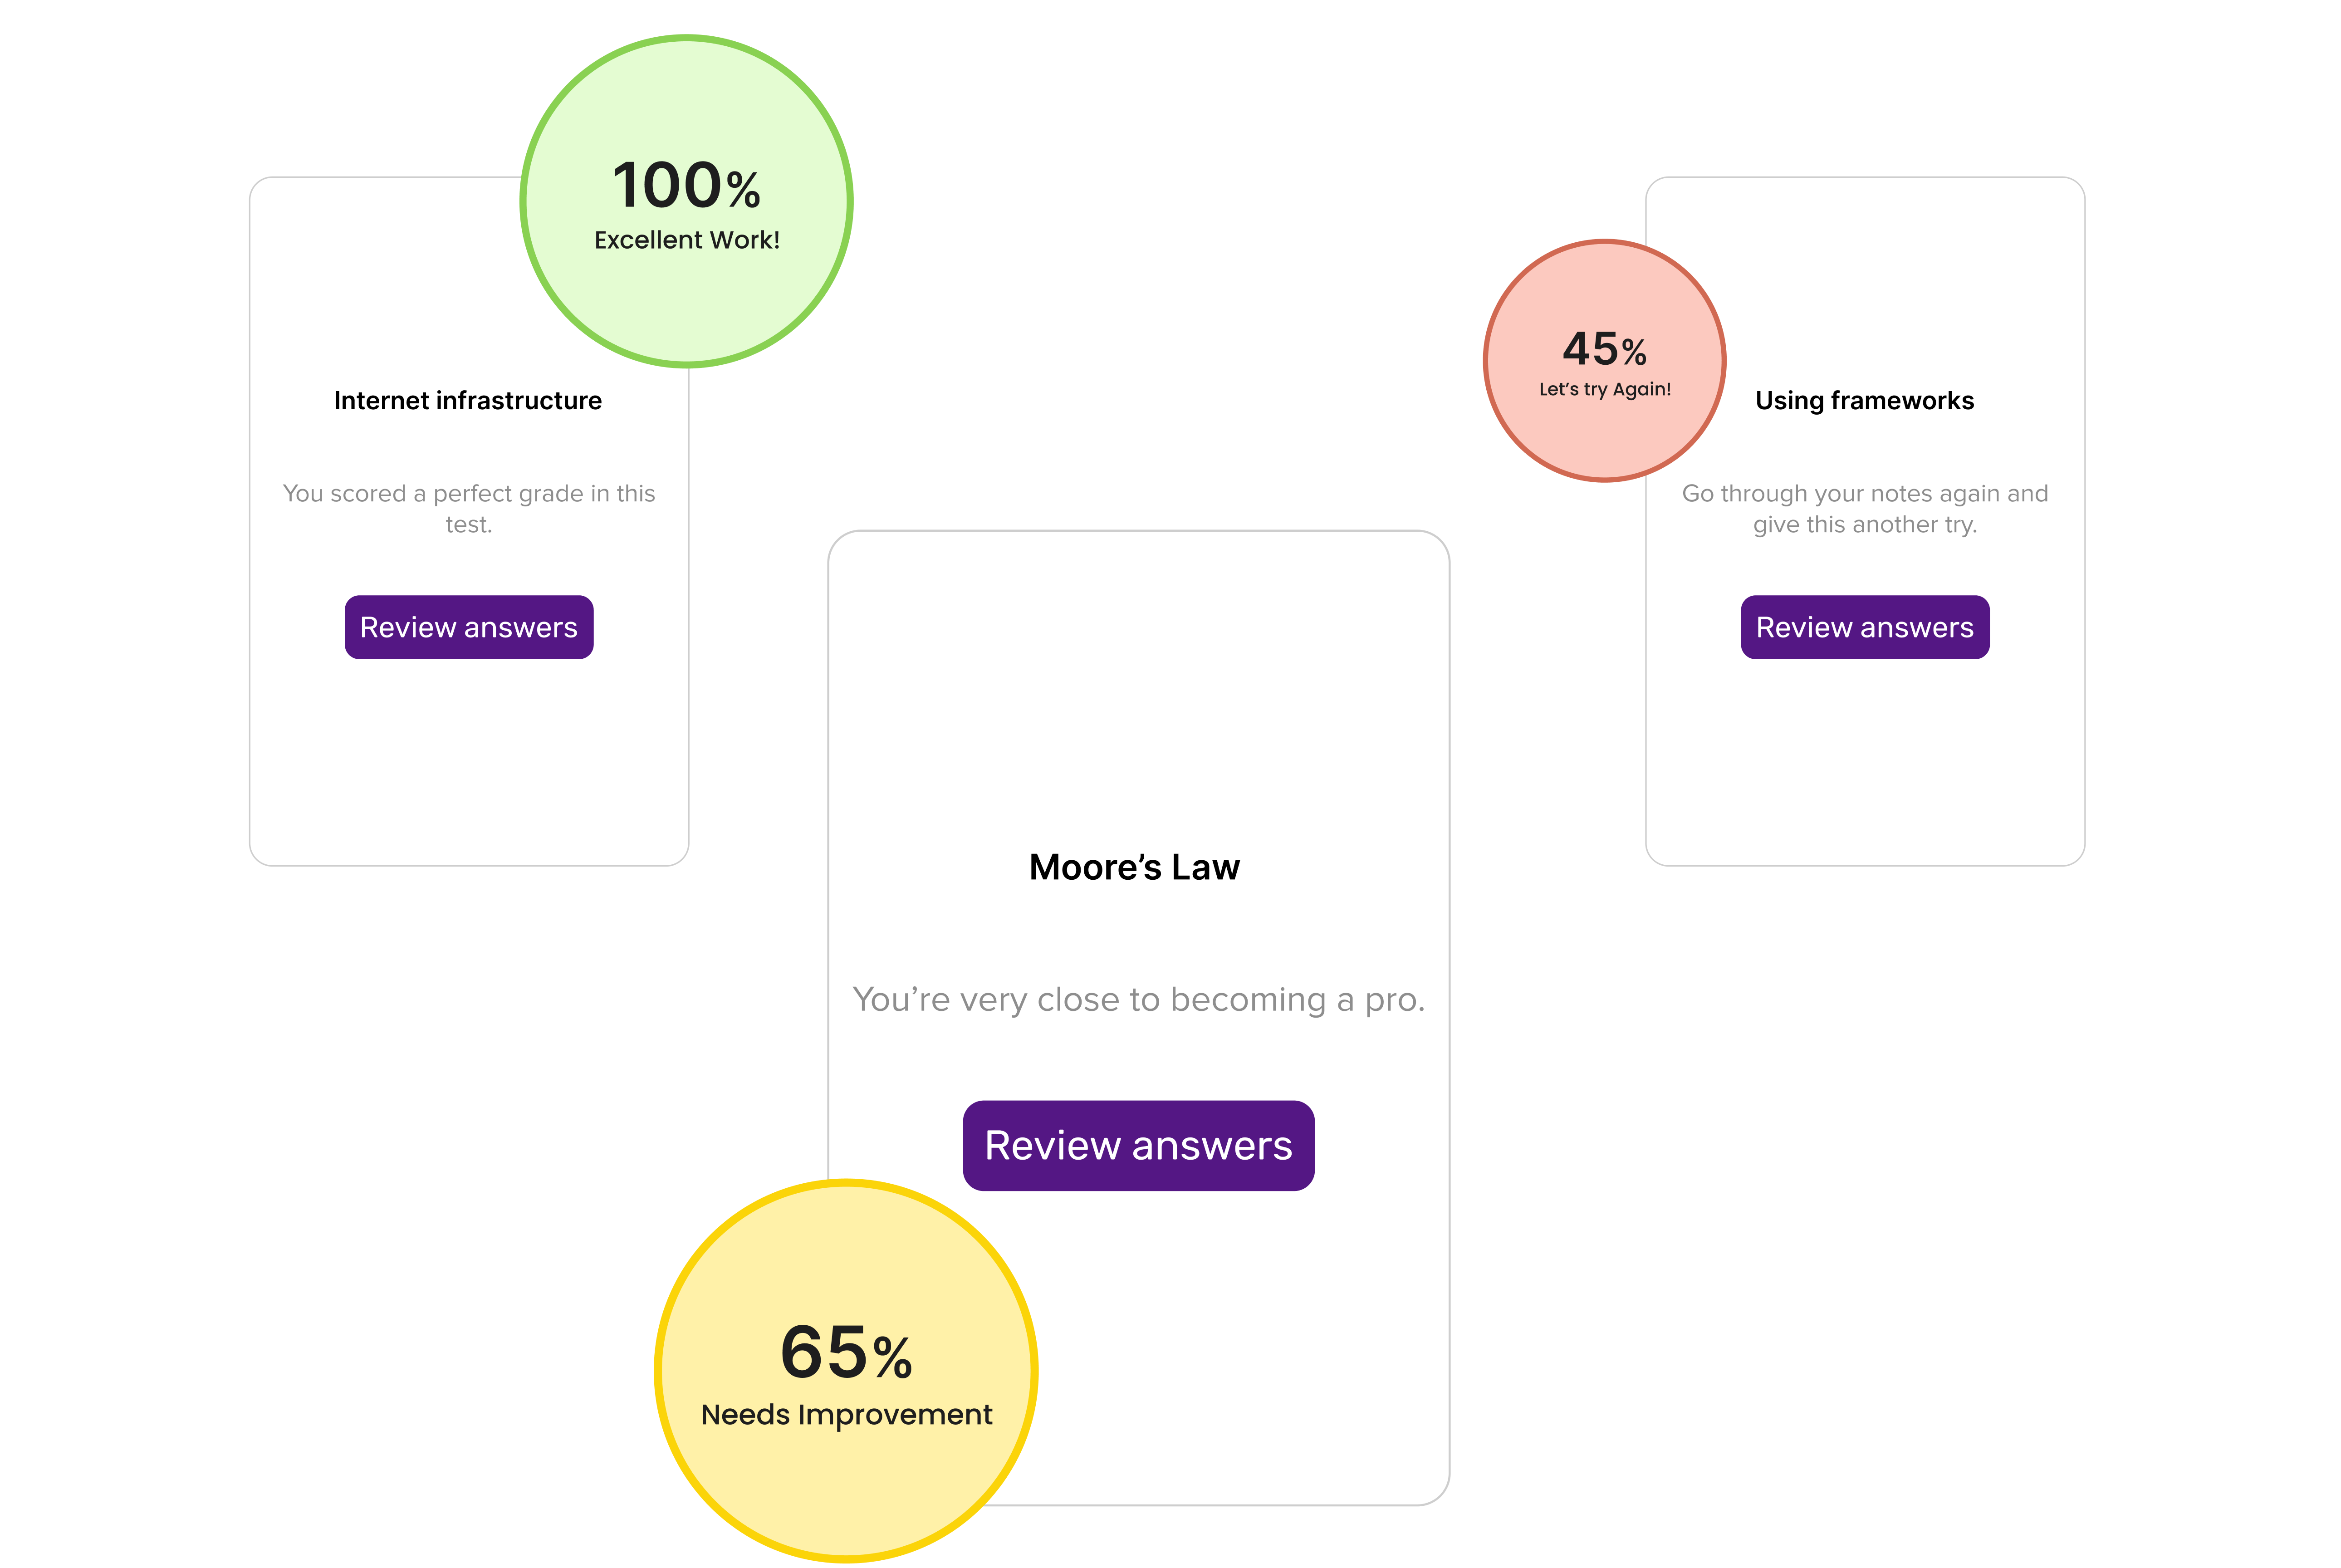 100%
Excellent Work!
Internet infrastructure
You scored a perfect grade in this
test.
Review answers
45%
Let’s try Again!
Using frameworks
Go through your notes again and
give this another try.
Review answers
Moore’s Law
You’re very close to becoming a pro.
Review answers
65%
Needs Improvement